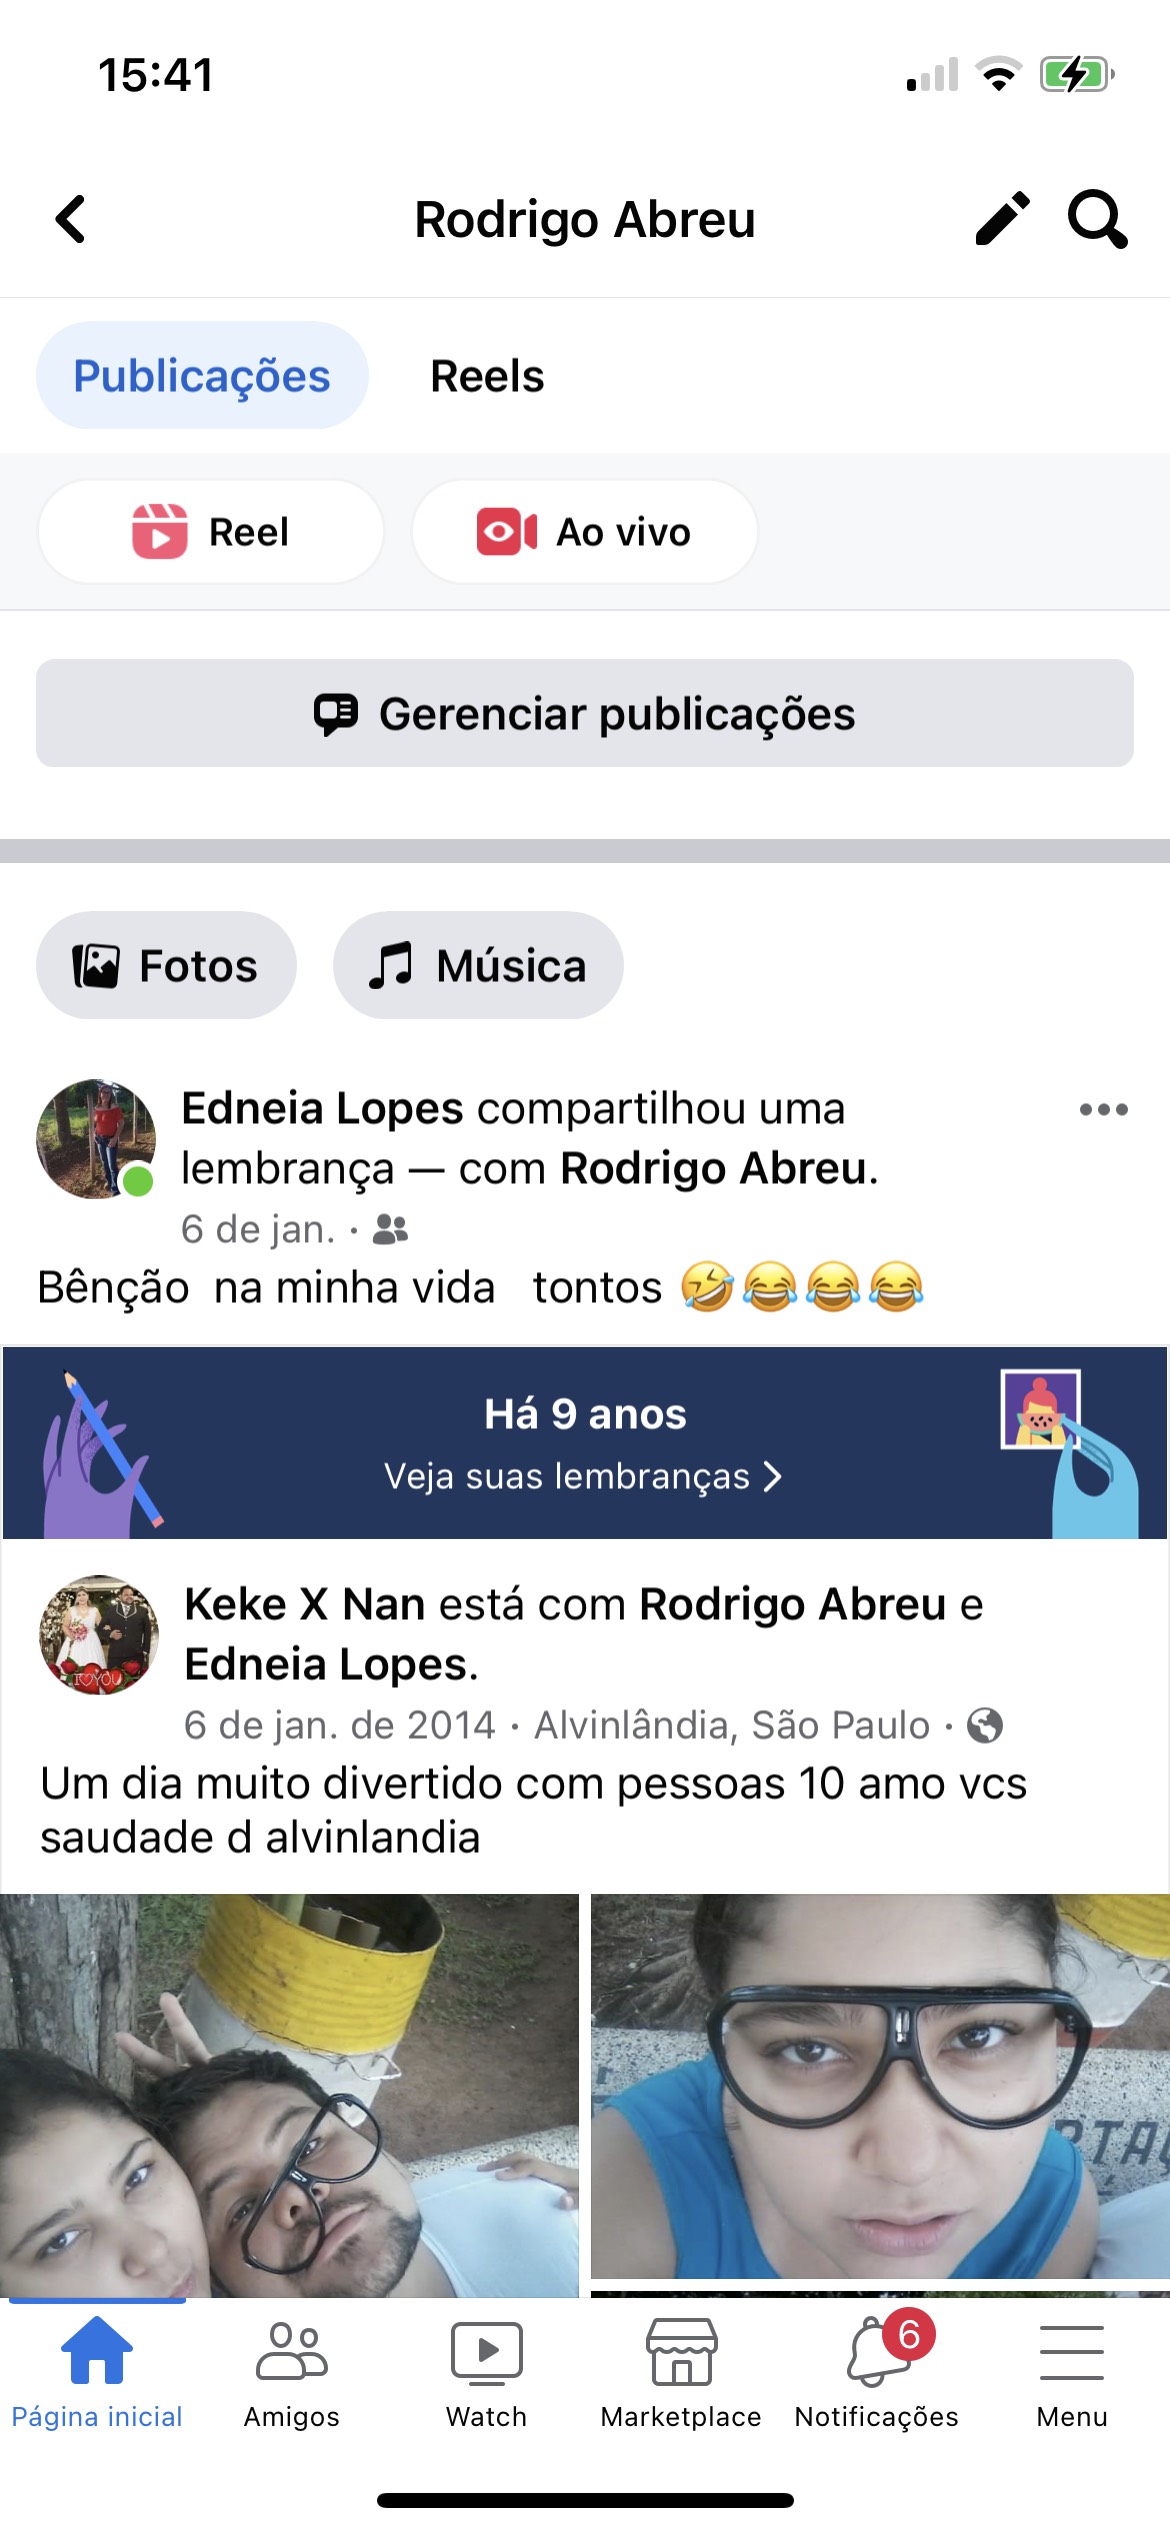 15:41
Rodrigo Abreu
Publicações
Reels
Reel
Ao vivo
Gerenciar publicações
Fotos
Música
Edneia Lopes compartilhou uma
lembrança — com Rodrigo Abreu.
6 de jan. ·
Bênção na minha vida tontos 🤣😂😂😂
Há 9 anos
Veja suas lembranças
Keke X Nan está com Rodrigo Abreu e
Edneia Lopes.
6 de jan. de 2014 · Alvinlândia, São Paulo ·
Um dia muito divertido com pessoas 10 amo vcs
saudade d alvinlandia
I ♡ YOU
6
Página inicial
Amigos
Watch
Marketplace
Notificações
Menu